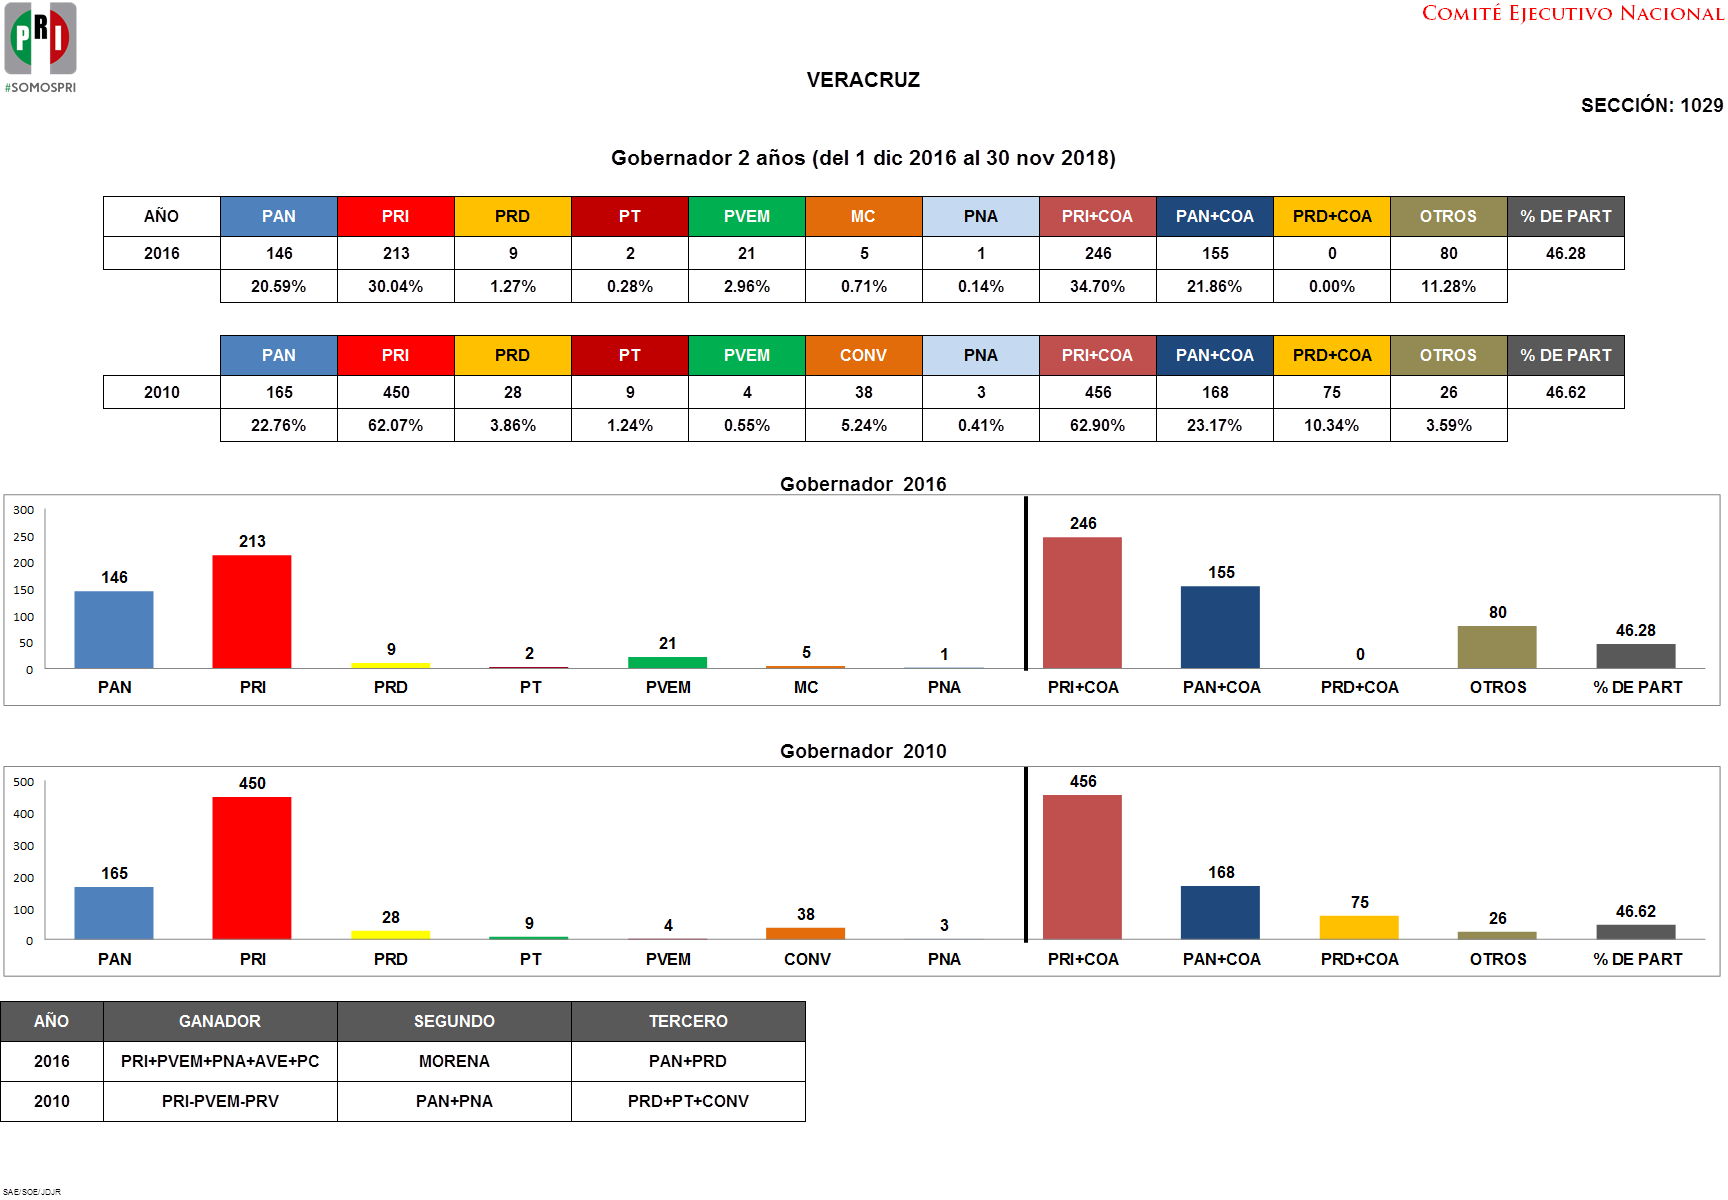 PRI
#SOMOSPRI
COMITÉ EJECUTIVO NACIONAL
VERACRUZ
SECCIÓN: 1029
Gobernador 2 años (del 1 dic 2016 al 30 nov 2018)
AÑO PAN PRI PRD PT PVEM MC PNA PRI+COA PAN+COA PRD+COA OTROS % DE PART
2016 146 213 9 2 21 5 1 246 155 0 80 46.28
20.59% 30.04% 1.27% 0.28% 2.96% 0.71% 0.14% 34.70% 21.86% 0.00% 11.28%
PAN PRI PRD PT PVEM CONV PNA PRI+COA PAN+COA PRD+COA OTROS % DE PART
2010 165 450 28 9 4 38 3 456 168 75 26 46.62
22.76% 62.07% 3.86% 1.24% 0.55% 5.24% 0.41% 62.90% 23.17% 10.34% 3.59%
Gobernador 2016
300
250
200
150
100
50
0
146 213 9 2 21 5 1 246 155 0 80 46.28
PAN PRI PRD PT PVEM MC PNA PRI+COA PAN+COA PRD+COA OTROS % DE PART
Gobernador 2010
500
400
300
200
100
0
165 450 28 9 4 38 3 456 168 75 26 46.62
PAN PRI PRD PT PVEM CONV PNA PRI+COA PAN+COA PRD+COA OTROS % DE PART
AÑO GANADOR SEGUNDO TERCERO
2016 PRI+PVEM+PNA+AVE+PC MORENA PAN+PRD
2010 PRI-PVEM-PRV PAN+PNA PRD+PT+CONV
SAE/SOE/JDJR